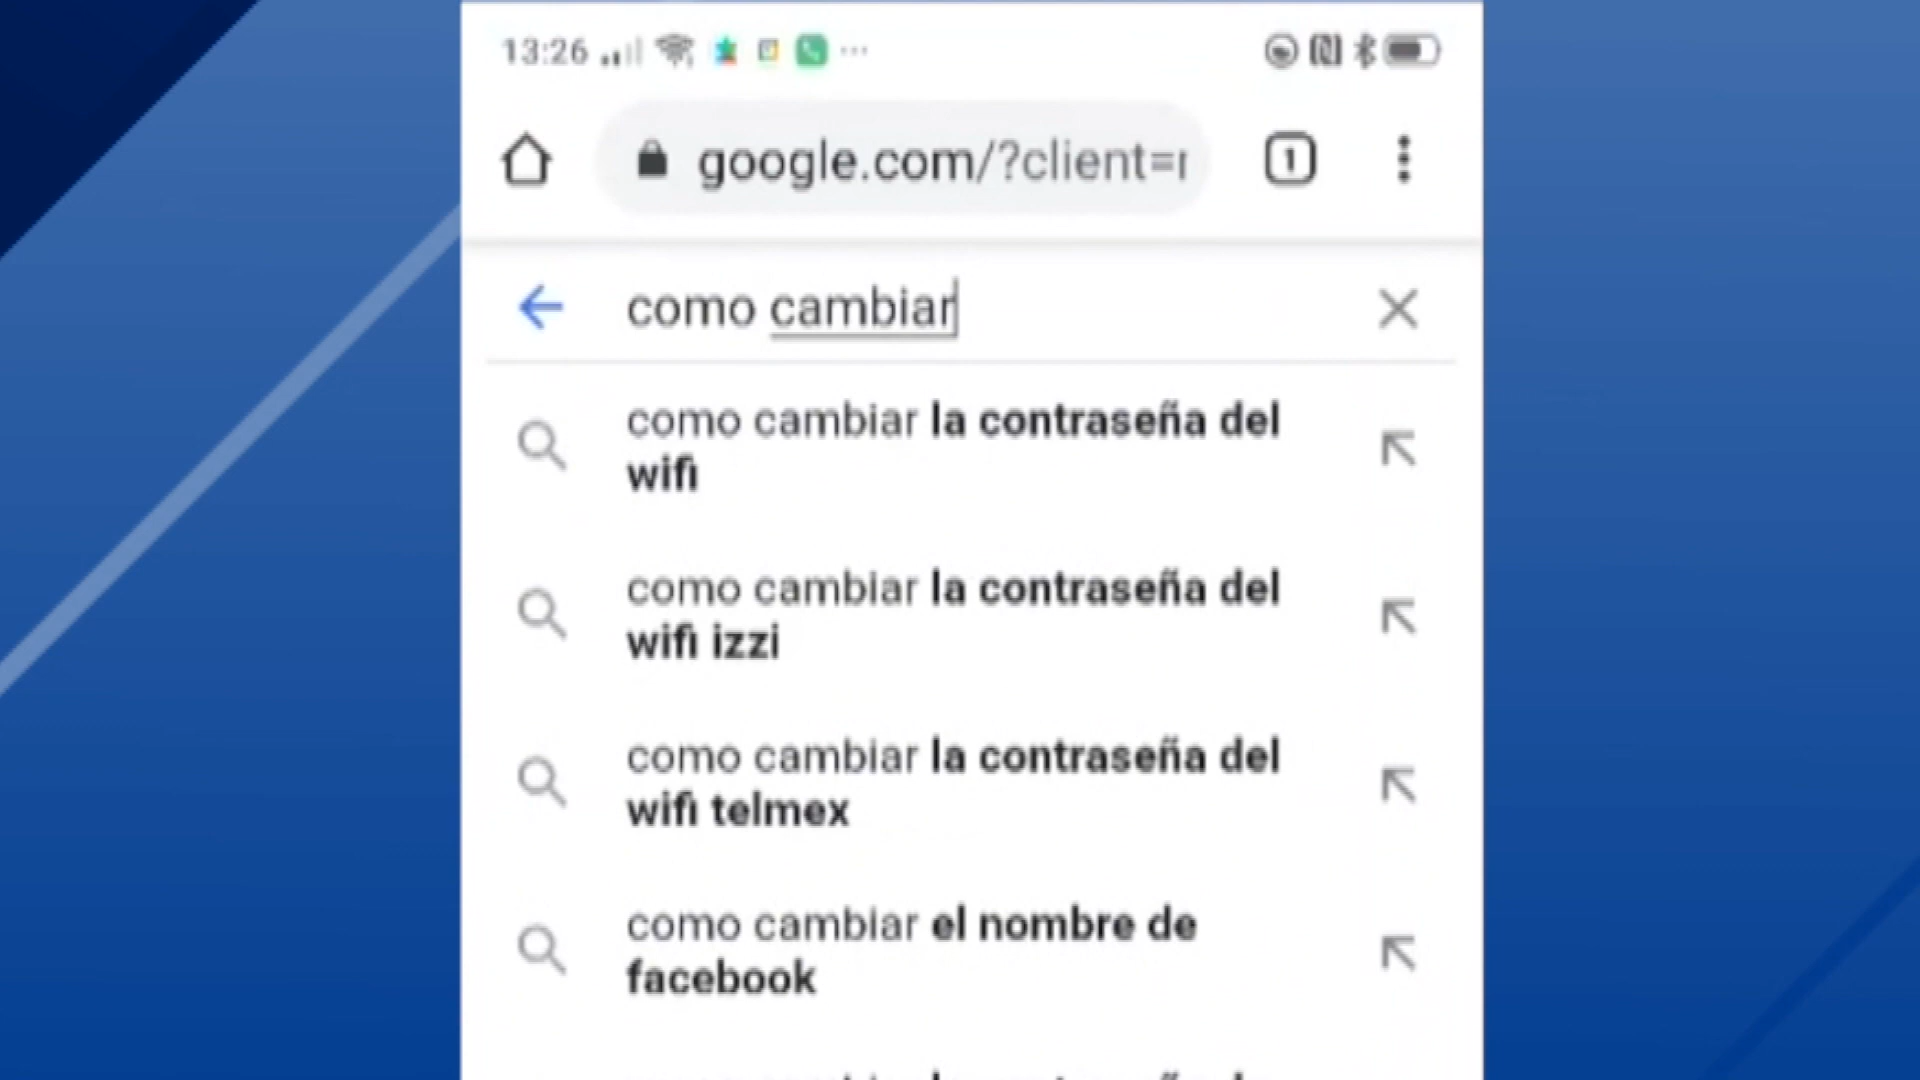 13:26
google.com/?client=r
1
como cambiar
como cambiar la contraseña del
wifi
como cambiar la contraseña del
wifi izzi
como cambiar la contraseña del
wifi telmex
como cambiar el nombre de
facebook